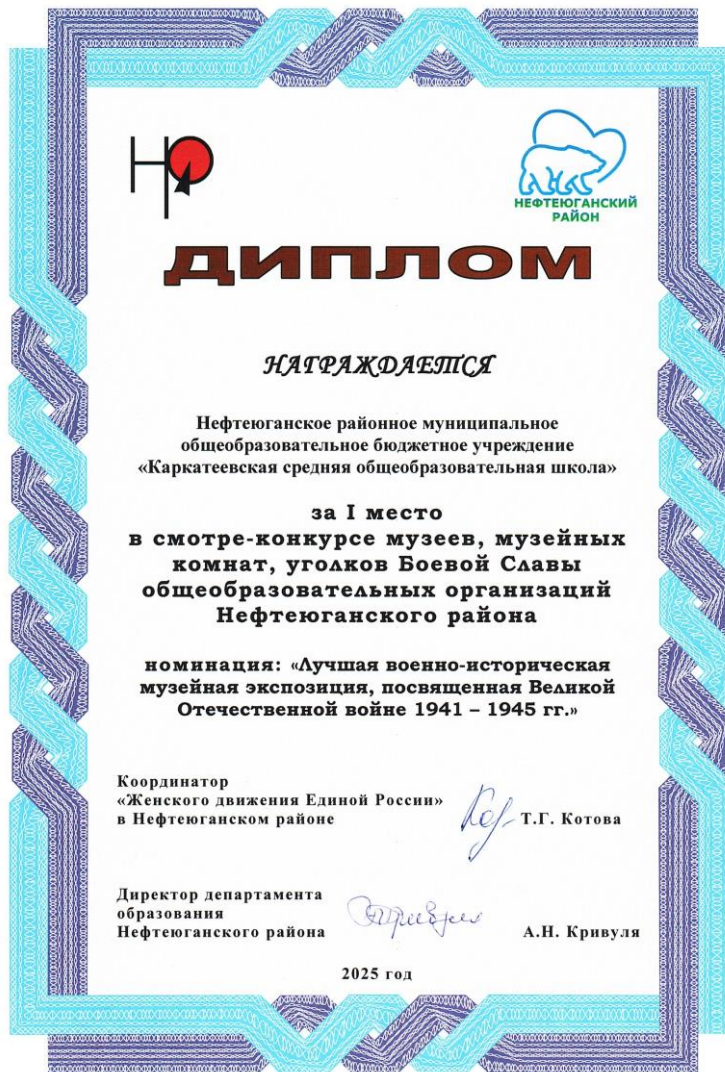 НР
НЕФТЕЮГАНСКИЙ
РАЙОН
ДИПЛОМ
НАГРАЖДАЕТСЯ
Нефтеюганское районное муниципальное
общеобразовательное бюджетное учреждение
«Каркатеевская средняя общеобразовательная школа»
за I место
в смотре-конкурсе музеев, музейных
комнат, уголков Боевой Славы
общеобразовательных организаций
Нефтеюганского района
номинация: «Лучшая военно-историческая
музейная экспозиция, посвященная Великой
Отечественной войне 1941 – 1945 гг.»
Координатор
«Женского движения Единой России»
в Нефтеюганском районе
Т.Г. Котова
Директор департамента
образования
Нефтеюганского района
А.Н. Кривуля
2025 год